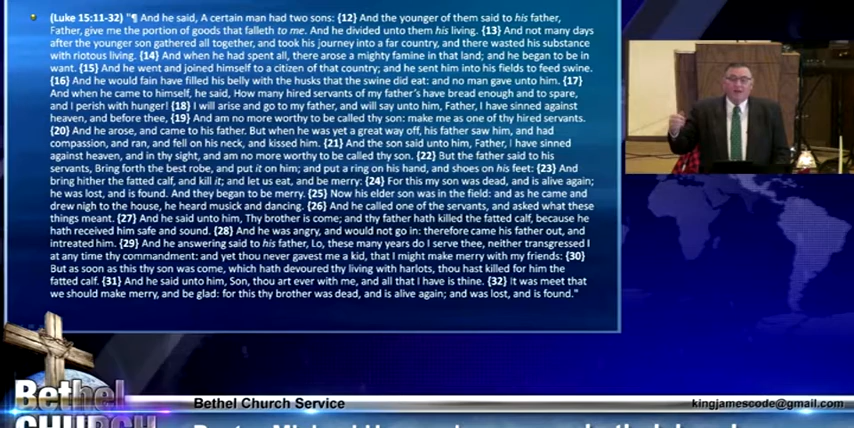 (Luke 15:11-32) "¶ And he said, A certain man had two sons: {12} And the younger of them said to his father,
Father, give me the portion of goods that falleth to me. And he divided unto them his living. {13} And not many
days after the younger son gathered all together, and took his journey into a far country, and there wasted his substance
with riotous living. {14} And when he had spent all, there arose a mighty famine in that land; and he began to be in
want. {15} And he went and joined himself to a citizen of that country; and he sent him into his fields to feed swine.
{16} And he would fain have filled his belly with the husks that the swine did eat: and no man gave unto him. {17}
And when he came to himself, he said, How many hired servants of my father's have bread enough and to spare,
and I perish with hunger! {18} I will arise and go to my father, and will say unto him, Father, I have sinned against
heaven, and before thee, {19} And am no more worthy to be called thy son: make me as one of thy hired servants.
{20} And he arose, and came to his father. But when he was yet a great way off, his father saw him, and had
compassion, and ran, and fell on his neck, and kissed him. {21} And the son said unto him, Father, I have sinned
against heaven, and in thy sight, and am no more worthy to be called thy son. {22} But the father said to his
servants, Bring forth the best robe, and put it on him; and put a ring on his hand, and shoes on his feet: {23} And
bring hither the fatted calf, and kill it; and let us eat, and be merry: {24} For this my son was dead, and is alive again;
he was lost, and is found. And they began to be merry. {25} Now his elder son was in the field: and as he came and
drew nigh to the house, he heard musick and dancing. {26} And he called one of the servants, and asked what these
things meant. {27} And he said unto him, Thy brother is come; and thy father hath killed the fatted calf, because he
hath received him safe and sound. {28} And he was angry, and would not go in: therefore came his father out, and
intreated him. {29} And he answering said to his father, Lo, these many years do I serve thee, neither transgressed I
at any time thy commandment: and yet thou never gavest me a kid, that I might make merry with my friends: {30}
But as soon as this thy son was come, which hath devoured thy living with harlots, thou hast killed for him the
fatted calf. {31} And he said unto him, Son, thou art ever with me, and all that I have is thine. {32} It was meet that
we should make merry, and be glad: for this thy brother was dead, and is alive again; and was lost, and is found."
Bethel
CHURCH
Bethel Church Service
kingjamescode@gmail.com